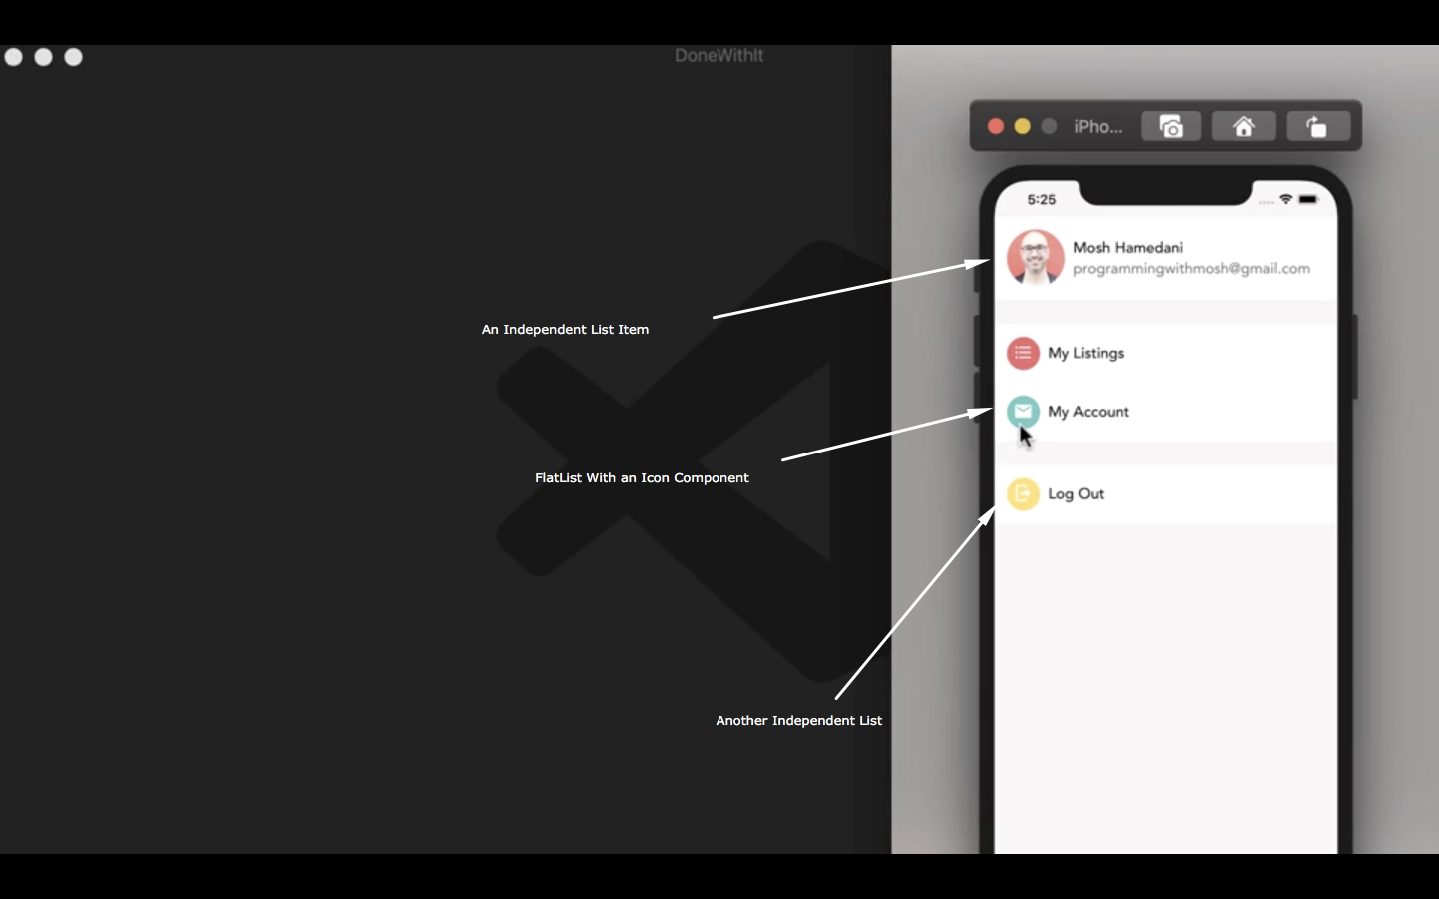 DoneWithIt
iPho...
5:25
Mosh Hamedani
programmingwithmosh@gmail.com
An Independent List Item
My Listings
My Account
FlatList With an Icon Component
Log Out
Another Independent List